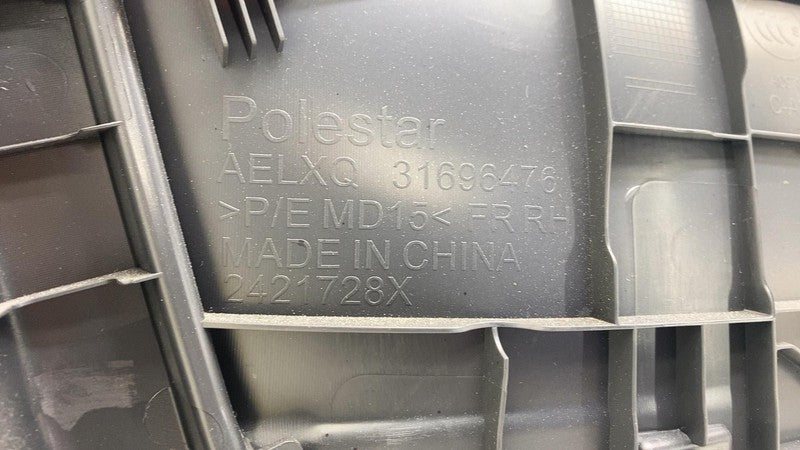 Polestar
AELXQ 31696476
>P/E MD15< FR RH
MADE IN CHINA
2421728X